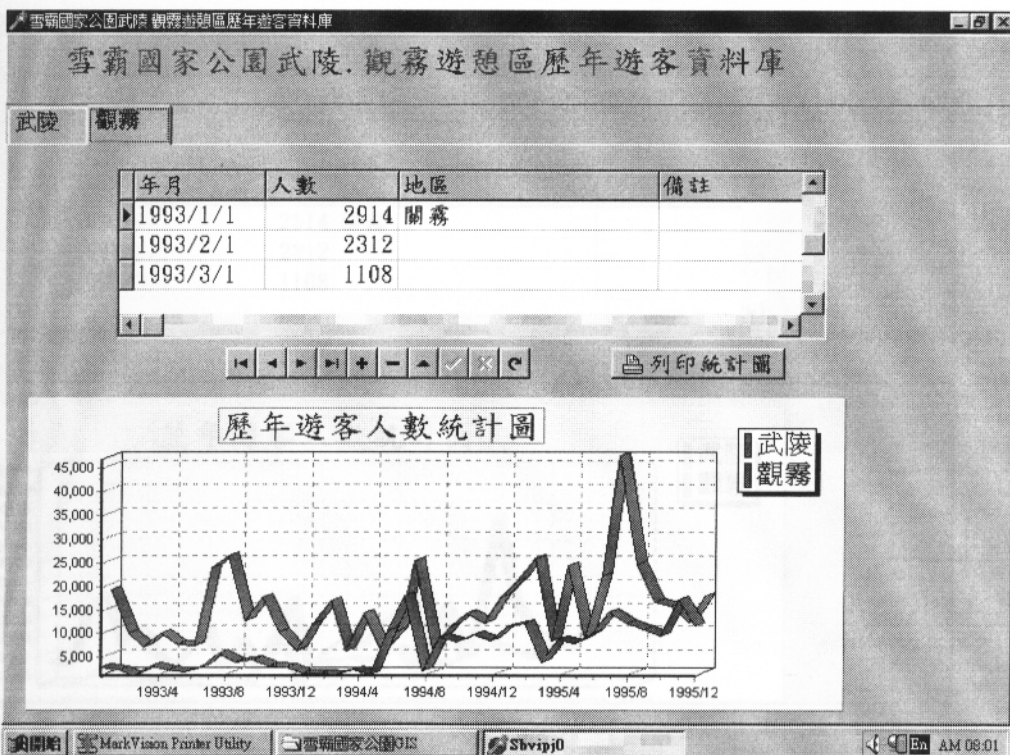 雪霸國家公園武陵 觀霧遊憩區歷年遊客資料庫
雪霸國家公園武陵.觀霧遊憩區歷年遊客資料庫
武陵 觀霧
年月 人數 地區 備註
1993/1/1 2914 關霧
1993/2/1 2312
1993/3/1 1108
列印統計圖
歷年遊客人數統計圖
武陵
觀霧
45,000
40,000
35,000
30,000
25,000
20,000
15,000
10,000
5,000
1993/4 1993/8 1993/12 1994/4 1994/8 1994/12 1995/4 1995/8 1995/12
開始 MarkVision Printer Utility 雪霸國家公園GIS Sbvipj0 En AM 08:01